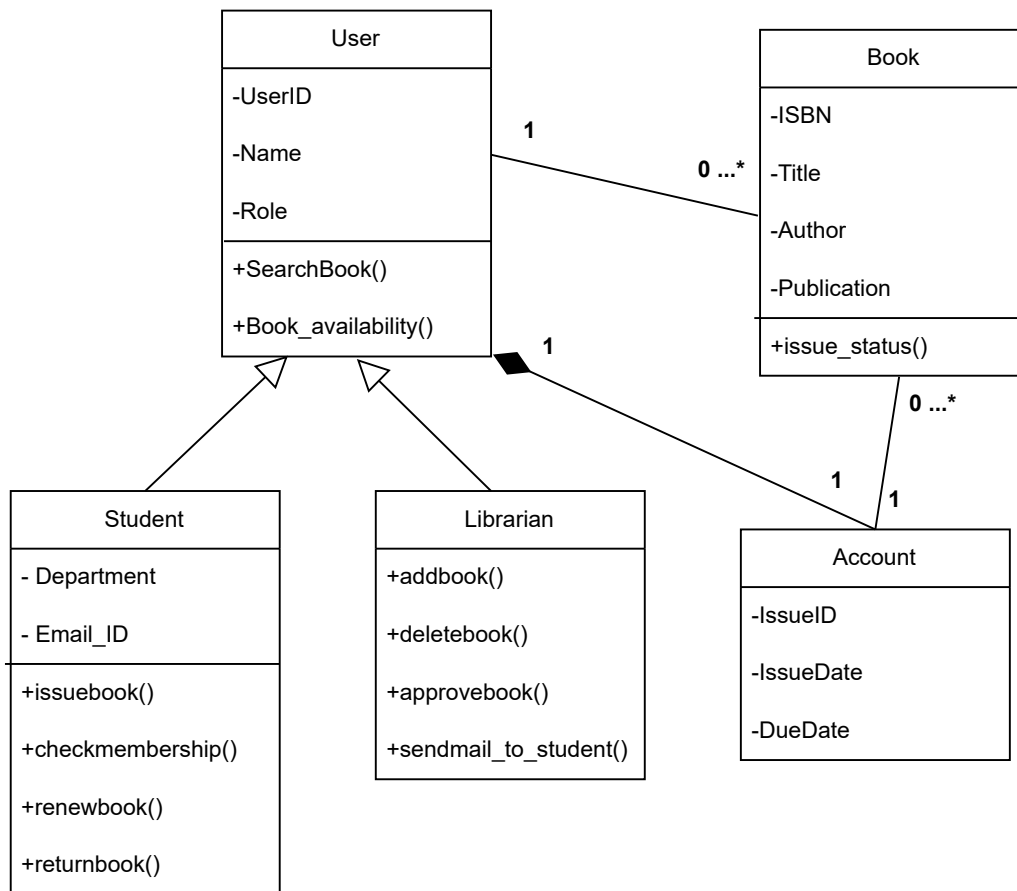 User
-UserID
-Name
-Role
+SearchBook()
+Book_availability()
1
0 ...*
Book
-ISBN
-Title
-Author
-Publication
+issue_status()
1
1
0 ...*
1
Student
- Department
- Email_ID
+issuebook()
+checkmembership()
+renewbook()
+returnbook()
Librarian
+addbook()
+deletebook()
+approvebook()
+sendmail_to_student()
Account
-IssueID
-IssueDate
-DueDate